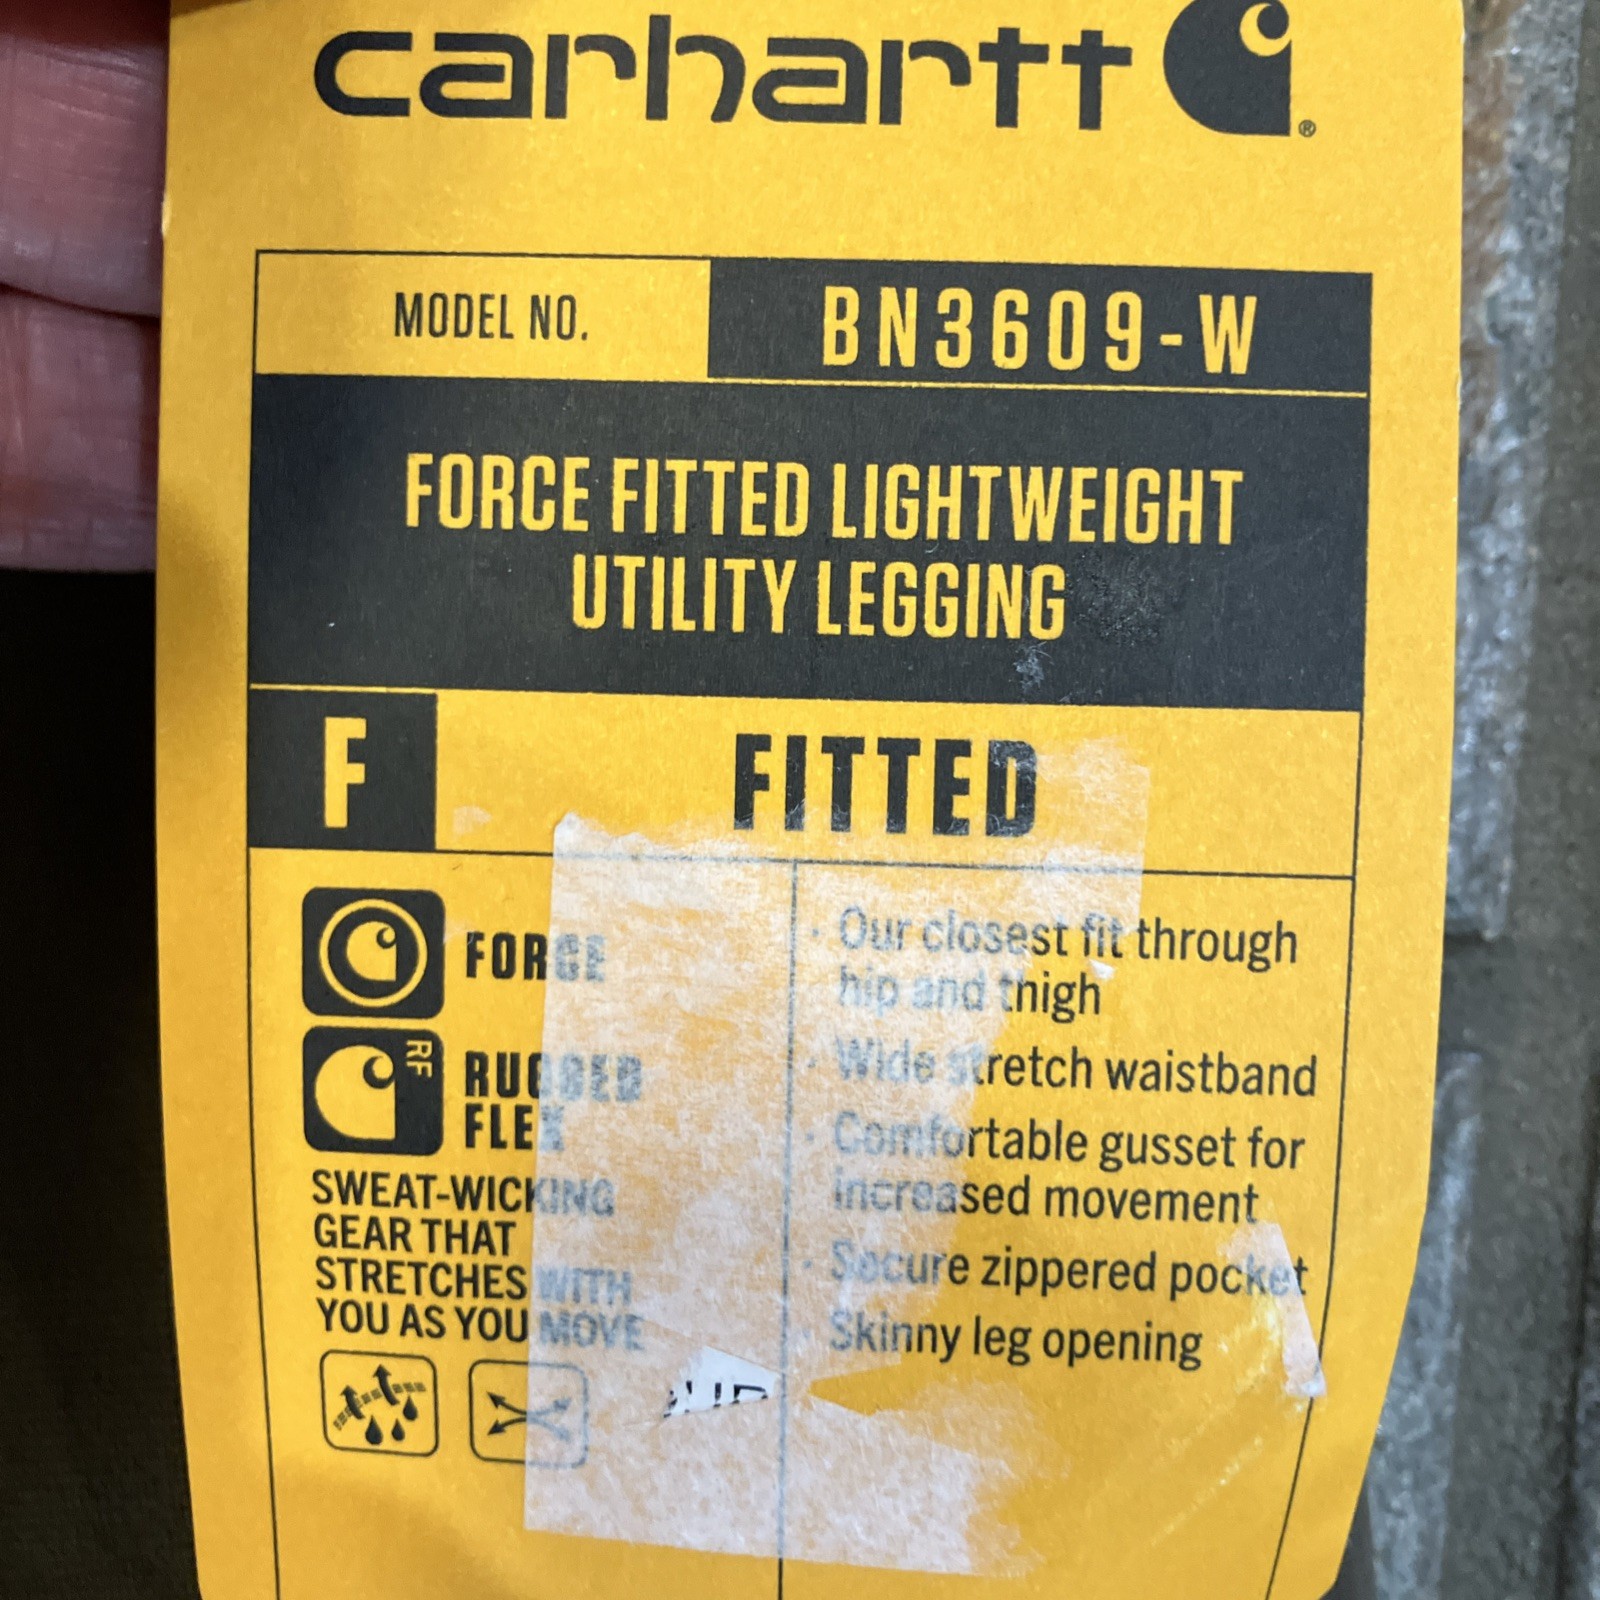 carhartt
®
MODEL NO.
BN3609-W
FORCE FITTED LIGHTWEIGHT
UTILITY LEGGING
F
FITTED
FORCE
RF
RUGGED
FLEX
SWEAT-WICKING
GEAR THAT
STRETCHES WITH
YOU AS YOU MOVE
· Our closest fit through
hip and thigh
· Wide stretch waistband
· Comfortable gusset for
increased movement
· Secure zippered pocket
Skinny leg opening